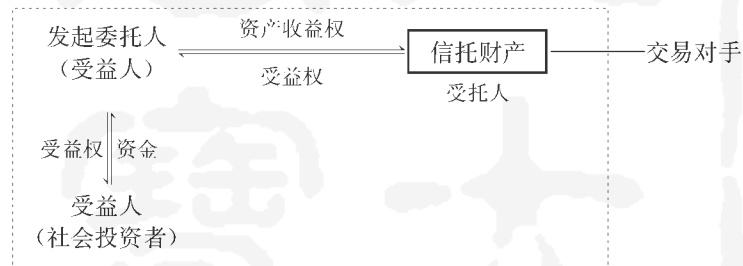 发起委托人
（受益人）
资产收益权
受益权
信托财产
受托人
交易对手
受益权
资金
受益人
（社会投资者）